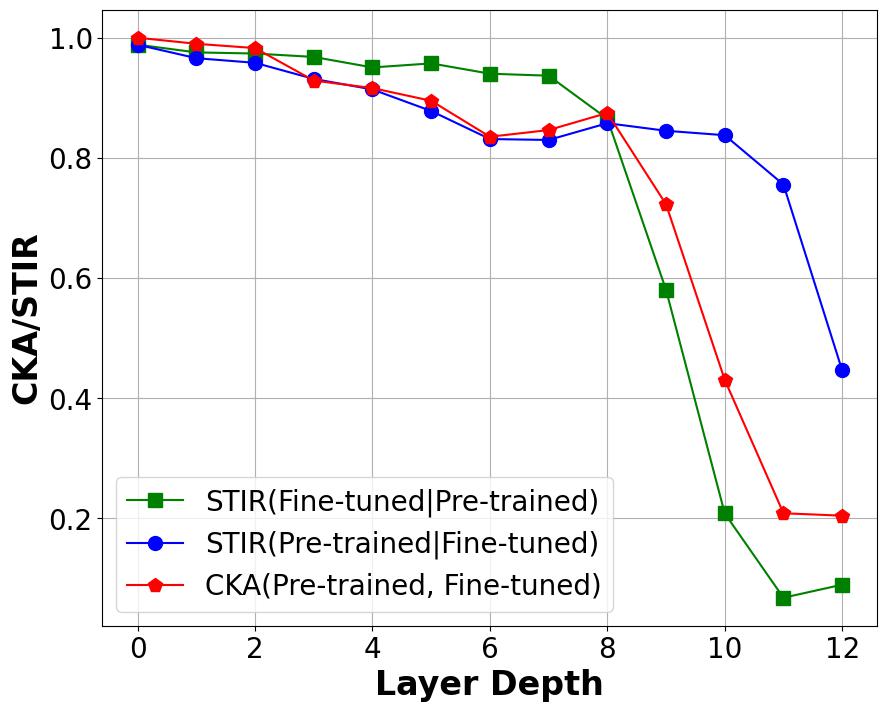 1.0
0.8
0.6
0.4
0.2
CKA/STIR
STIR(Fine-tuned|Pre-trained)
STIR(Pre-trained|Fine-tuned)
CKA(Pre-trained, Fine-tuned)
0 2 4 6 8 10 12
Layer Depth